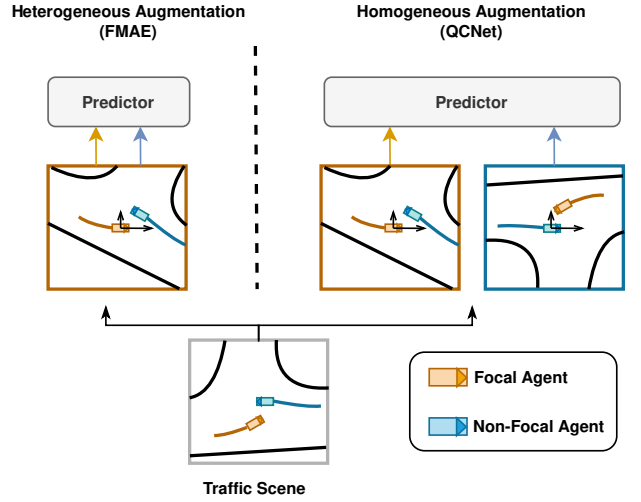 Heterogeneous Augmentation
(FMAE)
Homogeneous Augmentation
(QCNet)
Predictor
Predictor
Focal Agent
Non-Focal Agent
Traffic Scene